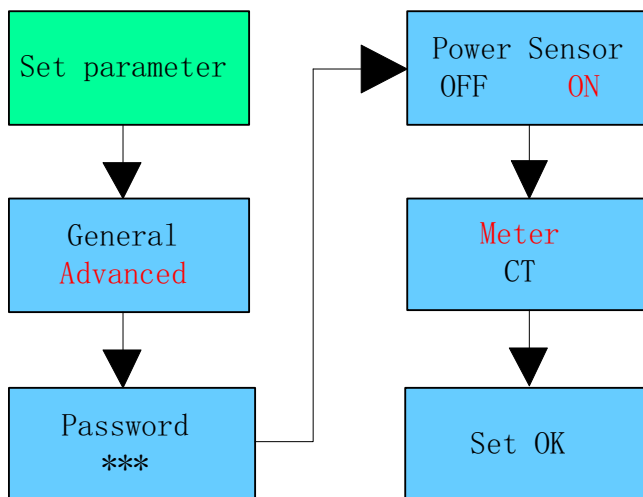 Set parameter
General
Advanced
Password
***
Power Sensor
OFF ON
Meter
CT
Set OK